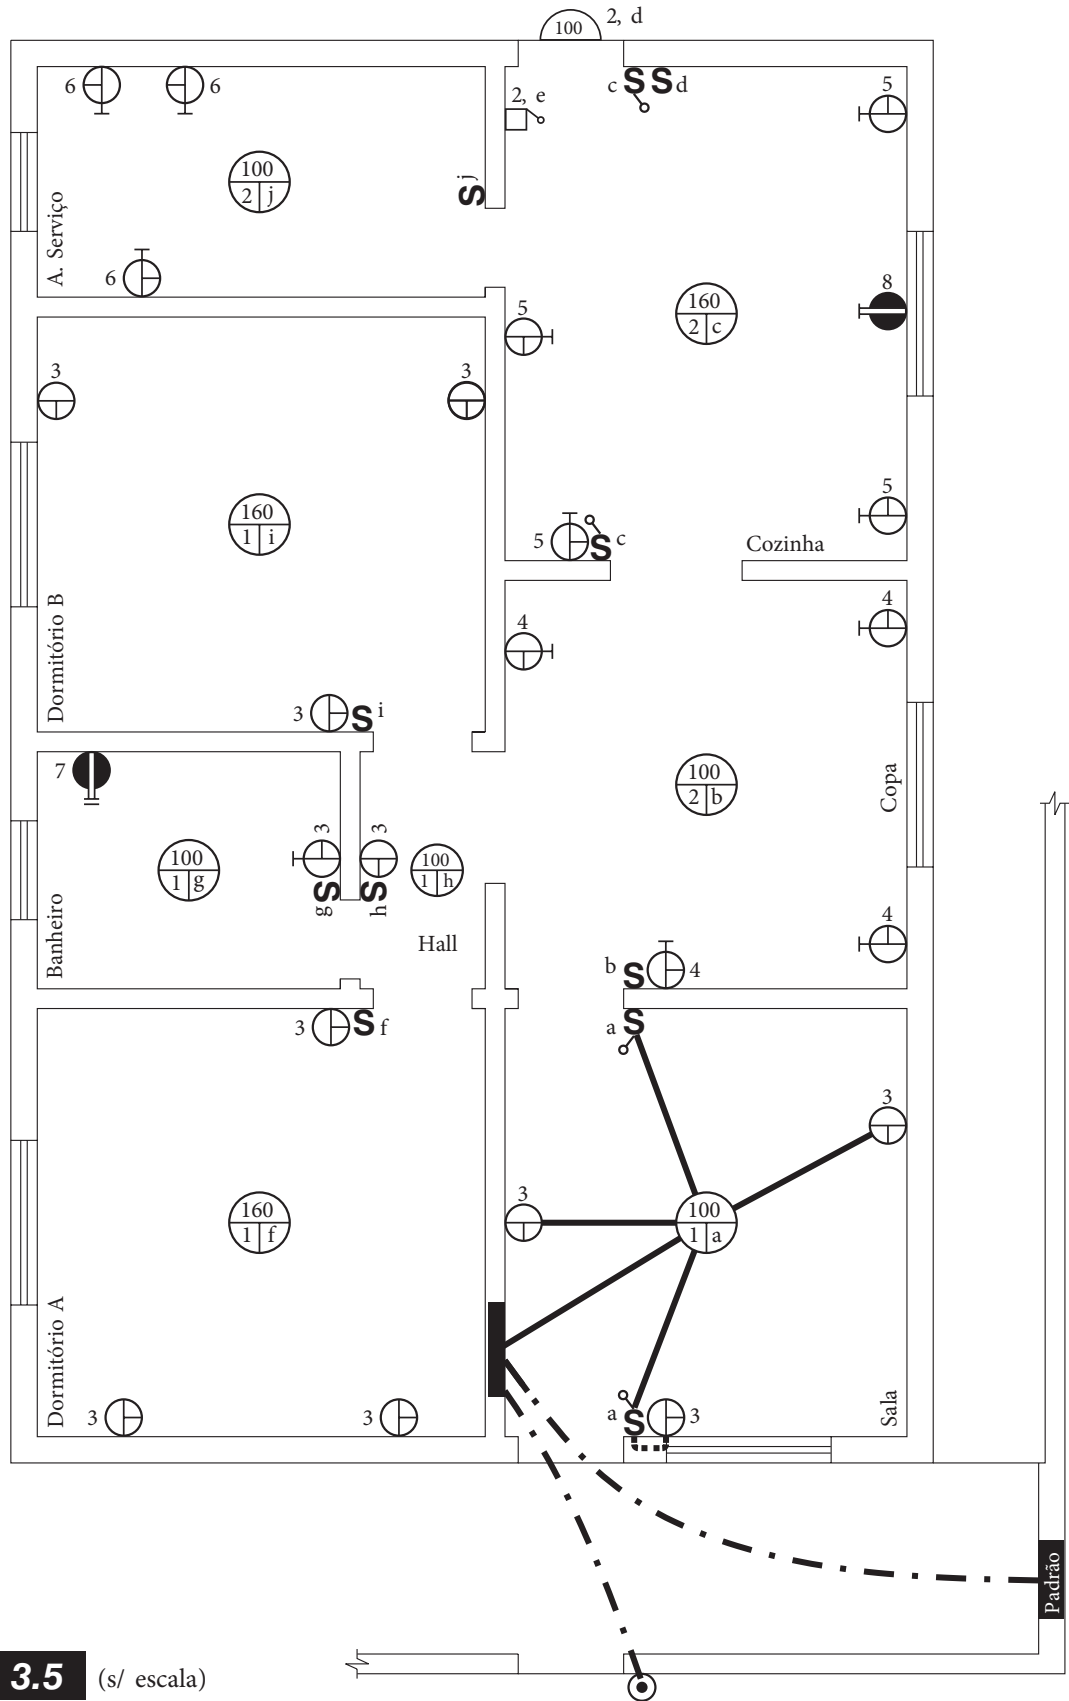 100
2, d
6
6
c S S d
5
2, e
100
2 j
S j
A. Serviço
6
8
5
160
2 c
3
3
5
160
1 i
5 S c
Cozinha
4
4
Dormitório B
3 S i
7
100
2 b
Copa
3
3
100
1 g
100
1 h
S g
S h
Banheiro
Hall
4
b S 4
3 S f
a S
3
3
160
1 f
100
1 a
Dormitório A
3
3
a S 3
Sala
Padrão
3.5 (s/ escala)